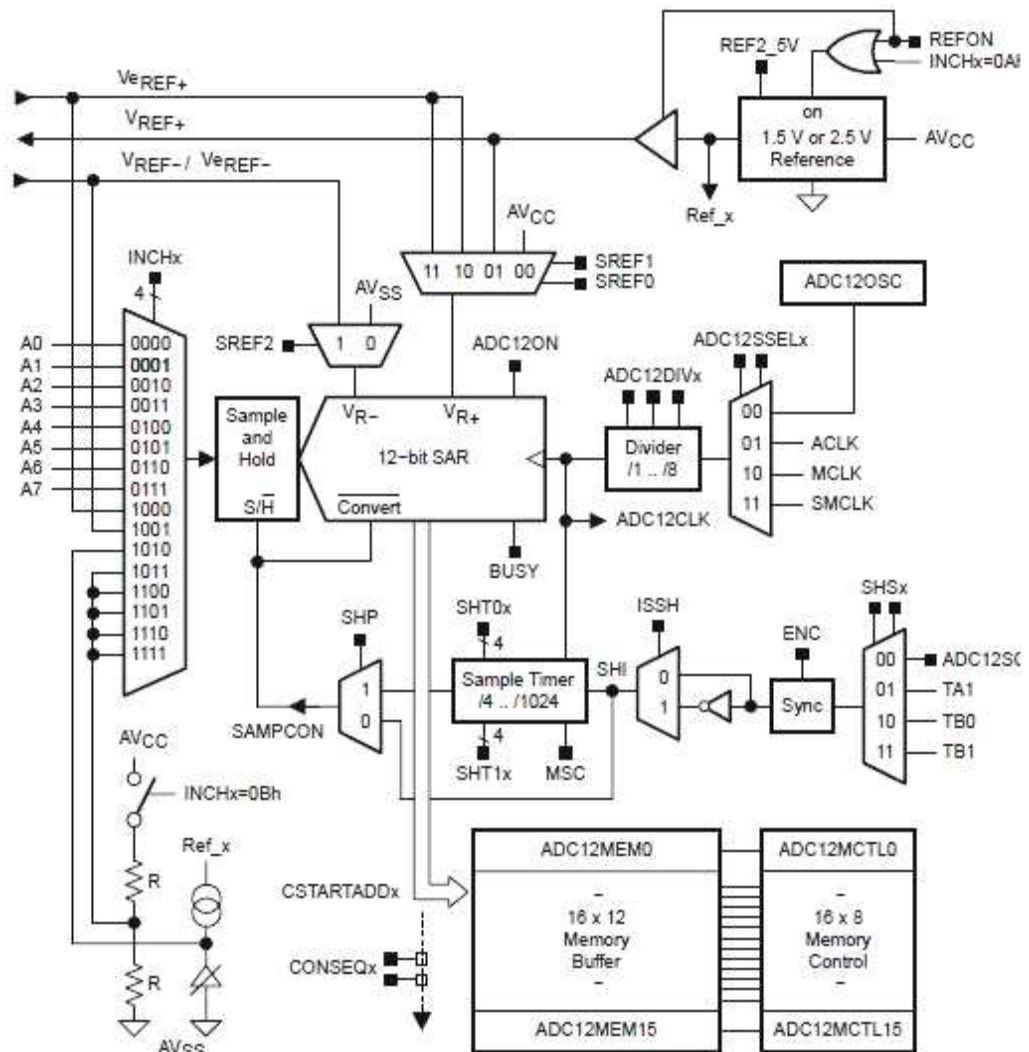 REF2_5V
REFON
INCHx=0Ah
VeREF+
VREF+
VREF- / VeREF-
on
1.5 V or 2.5 V
Reference
AVCC
Ref_x
AVCC
INCHx
4
11 10 01 00
SREF1
SREF0
AVSS
ADC12OSC
SREF2
1 0
ADC12ON
ADC12SSELx
ADC12DIVx
A0
A1
A2
A3
A4
A5
A6
A7
0000
0001
0010
0011
0100
0101
0110
0111
1000
1001
1010
1011
1100
1101
1110
1111
Sample
and
Hold
S/H
VR-
VR+
12-bit SAR
Convert
Divider
/1 .. /8
00
01
10
11
ACLK
MCLK
SMCLK
ADC12CLK
BUSY
SHP
SHT0x
4
ISSH
ENC
SHSx
1
0
Sample Timer
/4 .. /1024
SHI
0
1
Sync
00
01
10
11
ADC12SC
TA1
TB0
TB1
SAMPCON
4
SHT1x
MSC
AVCC
INCHx=0Bh
Ref_x
R
R
AVSS
CSTARTADDx
CONSEQx
ADC12MEM0
-
16 x 12
Memory
Buffer
-
ADC12MEM15
ADC12MCTL0
-
16 x 8
Memory
Control
-
ADC12MCTL15